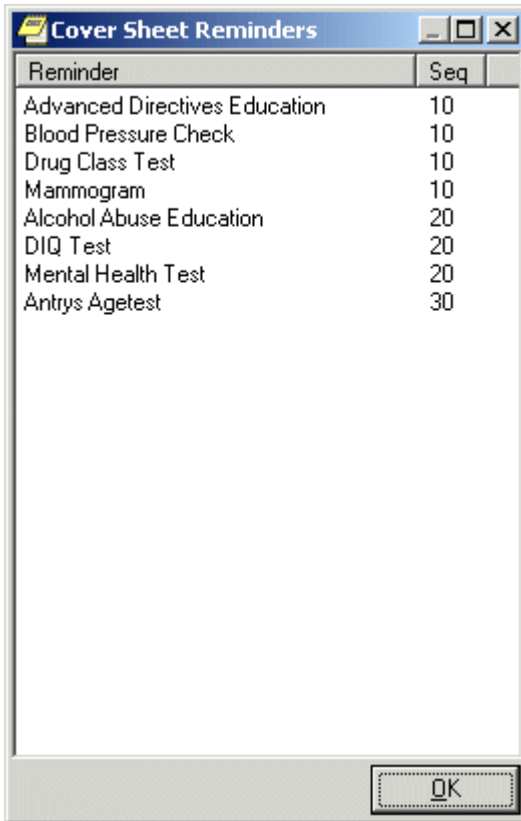 Cover Sheet Reminders
Reminder Seq
Advanced Directives Education 10
Blood Pressure Check 10
Drug Class Test 10
Mammogram 10
Alcohol Abuse Education 20
DIQ Test 20
Mental Health Test 20
Antrys Agetest 30
OK